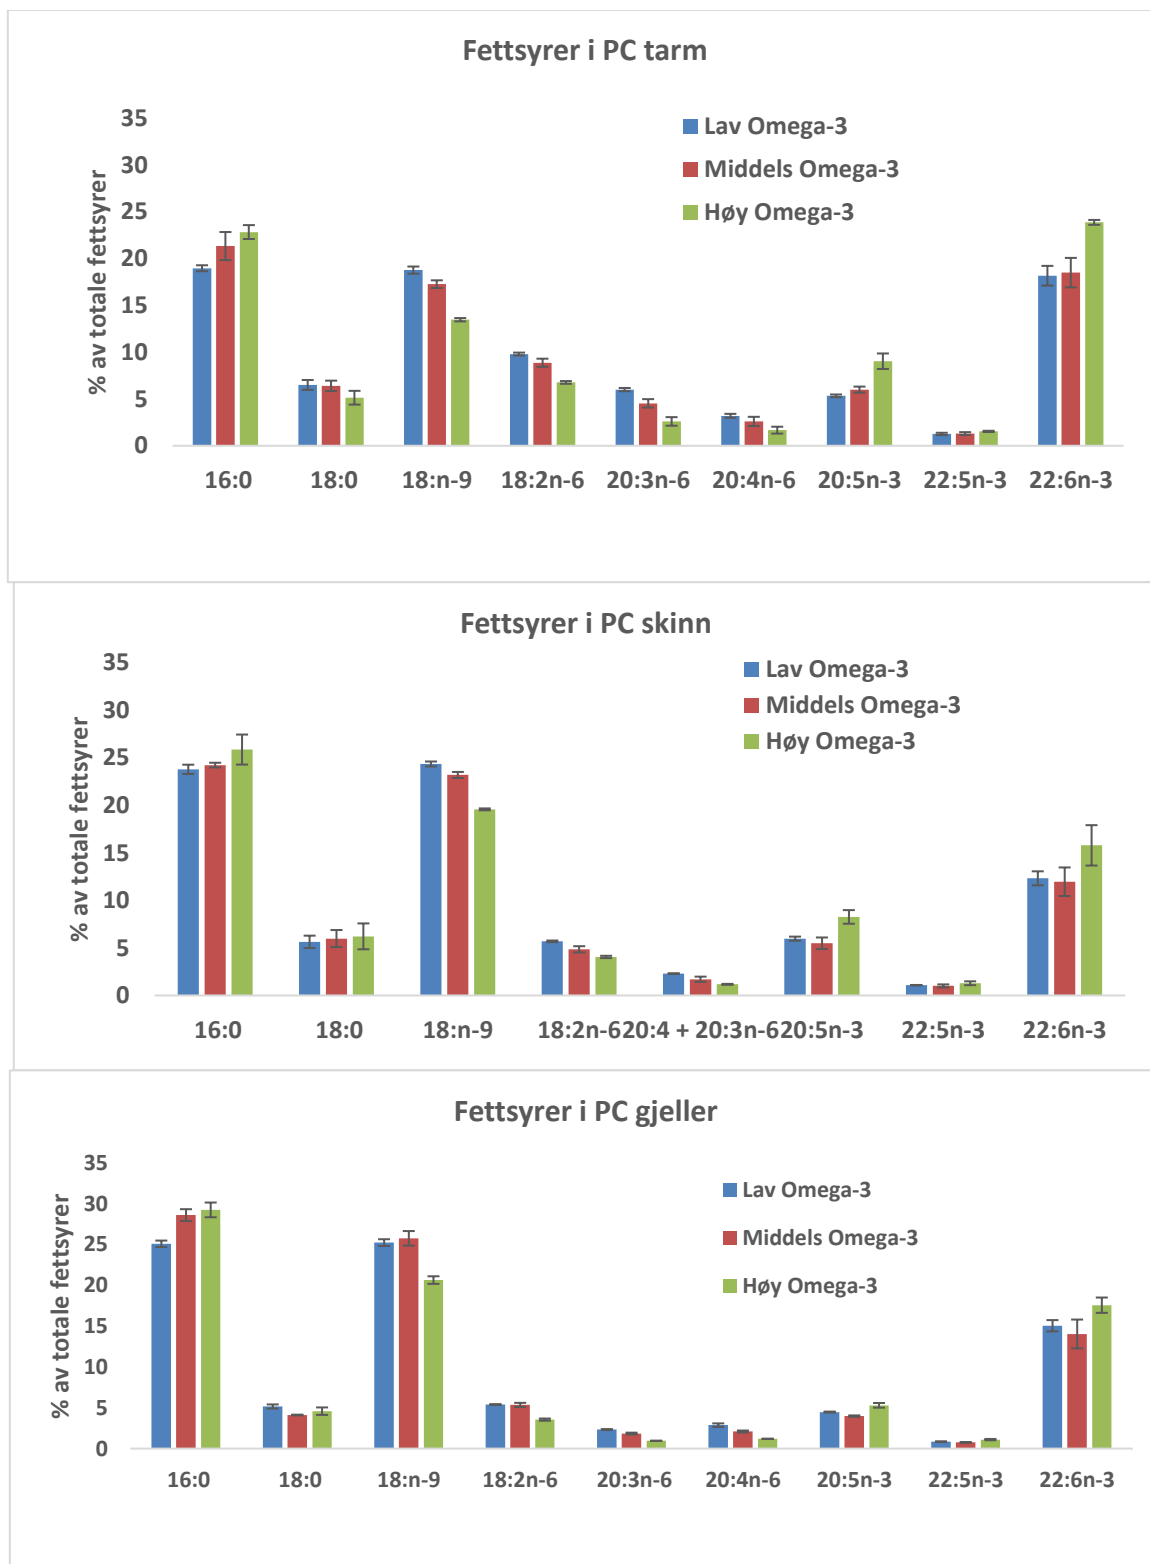 Fettsyrer i PC tarm
% av totale fettsyrer
35
30
25
20
15
10
5
0
Lav Omega-3
Middels Omega-3
Høy Omega-3
16:0 18:0 18:n-9 18:2n-6 20:3n-6 20:4n-6 20:5n-3 22:5n-3 22:6n-3
Fettsyrer i PC skinn
% av totale fettsyrer
35
30
25
20
15
10
5
0
Lav Omega-3
Middels Omega-3
Høy Omega-3
16:0 18:0 18:n-9 18:2n-6 20:4 + 20:3n-6 20:5n-3 22:5n-3 22:6n-3
Fettsyrer i PC gjeller
% av totale fettsyrer
35
30
25
20
15
10
5
0
Lav Omega-3
Middels Omega-3
Høy Omega-3
16:0 18:0 18:n-9 18:2n-6 20:3n-6 20:4n-6 20:5n-3 22:5n-3 22:6n-3